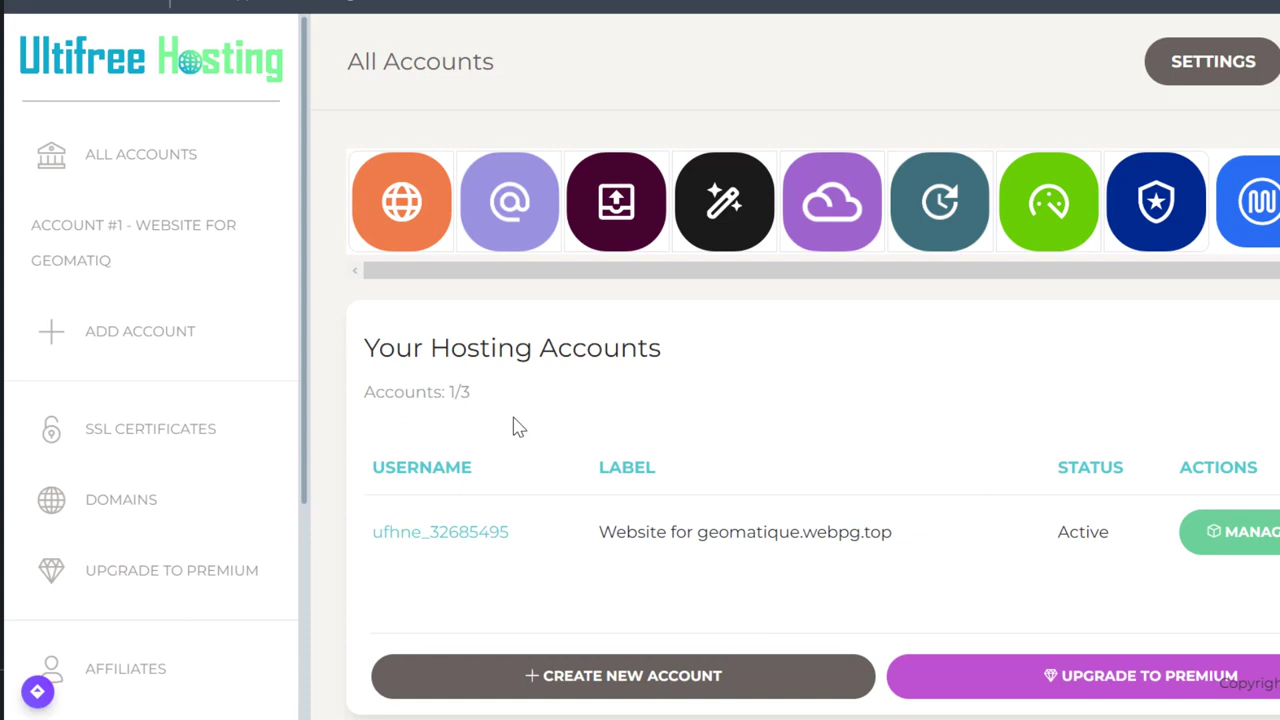 Ultifree Hosting
All Accounts
SETTINGS
ALL ACCOUNTS
ACCOUNT #1 - WEBSITE FOR
GEOMATIQ
ADD ACCOUNT
SSL CERTIFICATES
DOMAINS
UPGRADE TO PREMIUM
AFFILIATES
Your Hosting Accounts
Accounts: 1/3
USERNAME LABEL STATUS ACTIONS
ufhne_32685495 Website for geomatique.webpg.top Active MANAG
CREATE NEW ACCOUNT
UPGRADE TO PREMIUM
Copyrigh